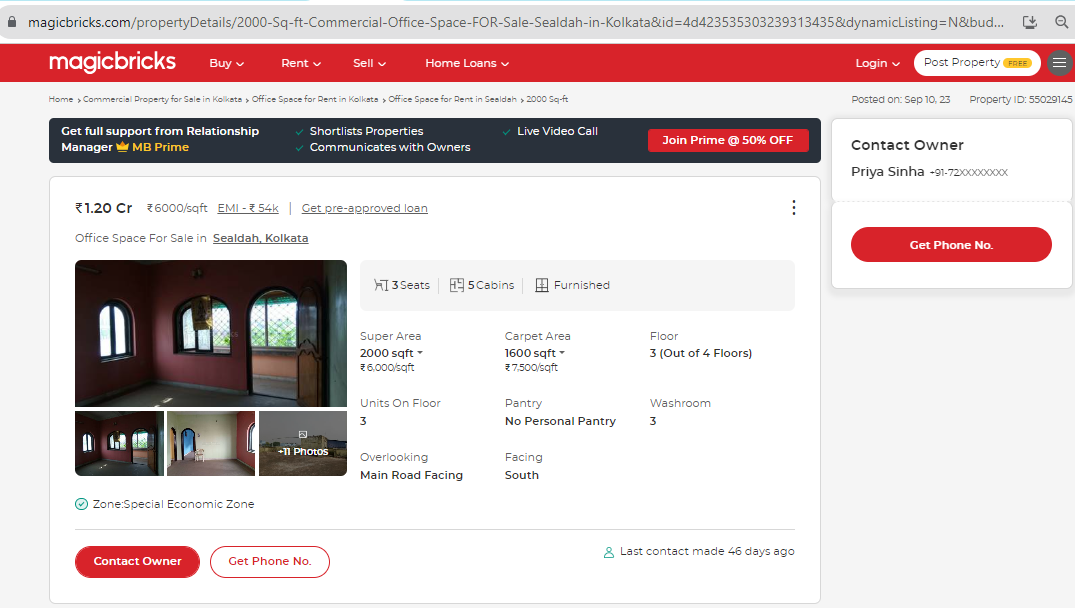 magicbricks.com/propertyDetails/2000-Sq-ft-Commercial-Office-Space-FOR-Sale-Sealdah-in-Kolkata&id=4d423535303239313435&dynamicListing=N&bud...
magicbricks Buy Rent Sell Home Loans Login Post Property FREE
Home > Commercial Property for Sale in Kolkata > Office Space for Rent in Kolkata > Office Space for Rent in Sealdah > 2000 Sq-ft
Posted on: Sep 10, 23 Property ID: 55029145
Get full support from Relationship
Manager MB Prime
Shortlists Properties
Communicates with Owners
Live Video Call
Join Prime @ 50% OFF
Contact Owner
Priya Sinha +91-72XXXXXXXX
Get Phone No.
₹1.20 Cr ₹6000/sqft EMI - ₹ 54k | Get pre-approved loan
Office Space For Sale in Sealdah, Kolkata
3 Seats 5 Cabins Furnished
Super Area
2000 sqft
₹6,000/sqft
Carpet Area
1600 sqft
₹7,500/sqft
Floor
3 (Out of 4 Floors)
Units On Floor
3
Pantry
No Personal Pantry
Washroom
3
+11 Photos
Overlooking
Main Road Facing
Facing
South
Zone:Special Economic Zone
Contact Owner
Get Phone No.
Last contact made 46 days ago